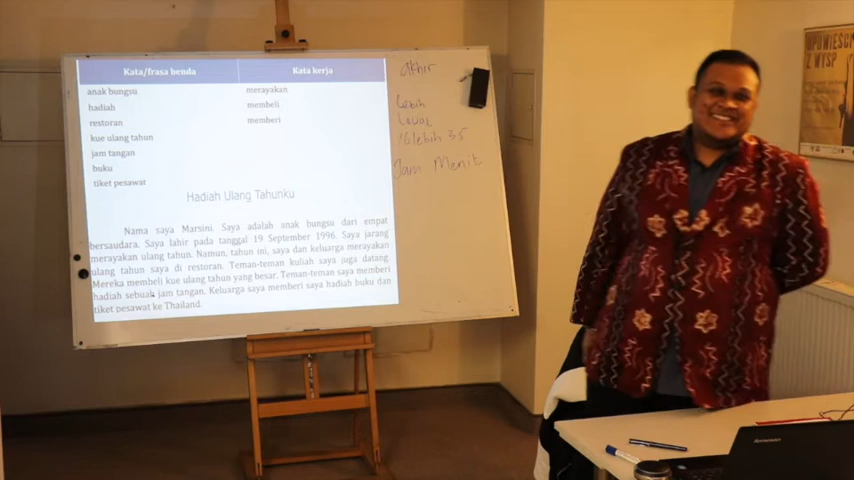 Kata/frasa benda Kata kerja
anak bungsu merayakan
hadiah membeli
restoran memberi
kue ulang tahun
jam tangan
buku
tiket pesawat
Hadiah Ulang Tahunku
Nama saya Marsini. Saya adalah anak bungsu dari empat
bersaudara. Saya lahir pada tanggal 19 September 1996. Saya jarang
merayakan ulang tahun. Namun, tahun ini, saya dan keluarga merayakan
ulang tahun saya di restoran. Teman-teman kuliah saya juga datang.
Mereka membeli kue ulang tahun yang besar. Teman-teman saya memberi
hadiah sebuah jam tangan. Keluarga saya memberi saya hadiah buku dan
tiket pesawat ke Thailand.
akhir
Lebih
16 lebih 35
Jam Menit
OPOWIEŚCI
Z WYSP
lenovo